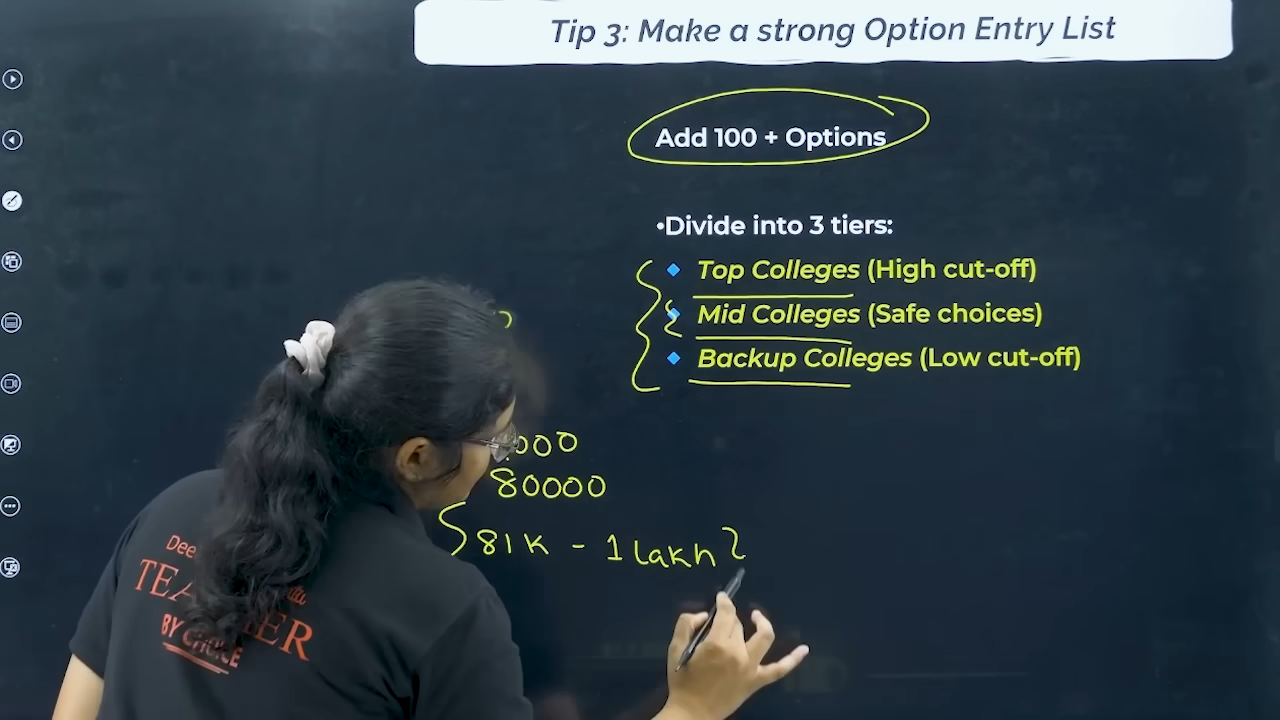 Tip 3: Make a strong Option Entry List
Add 100 + Options
•Divide into 3 tiers:
Top Colleges (High cut-off)
Mid Colleges (Safe choices)
Backup Colleges (Low cut-off)
000
80000
81K - 1 Lakh
TEACHER
BY CHOICE